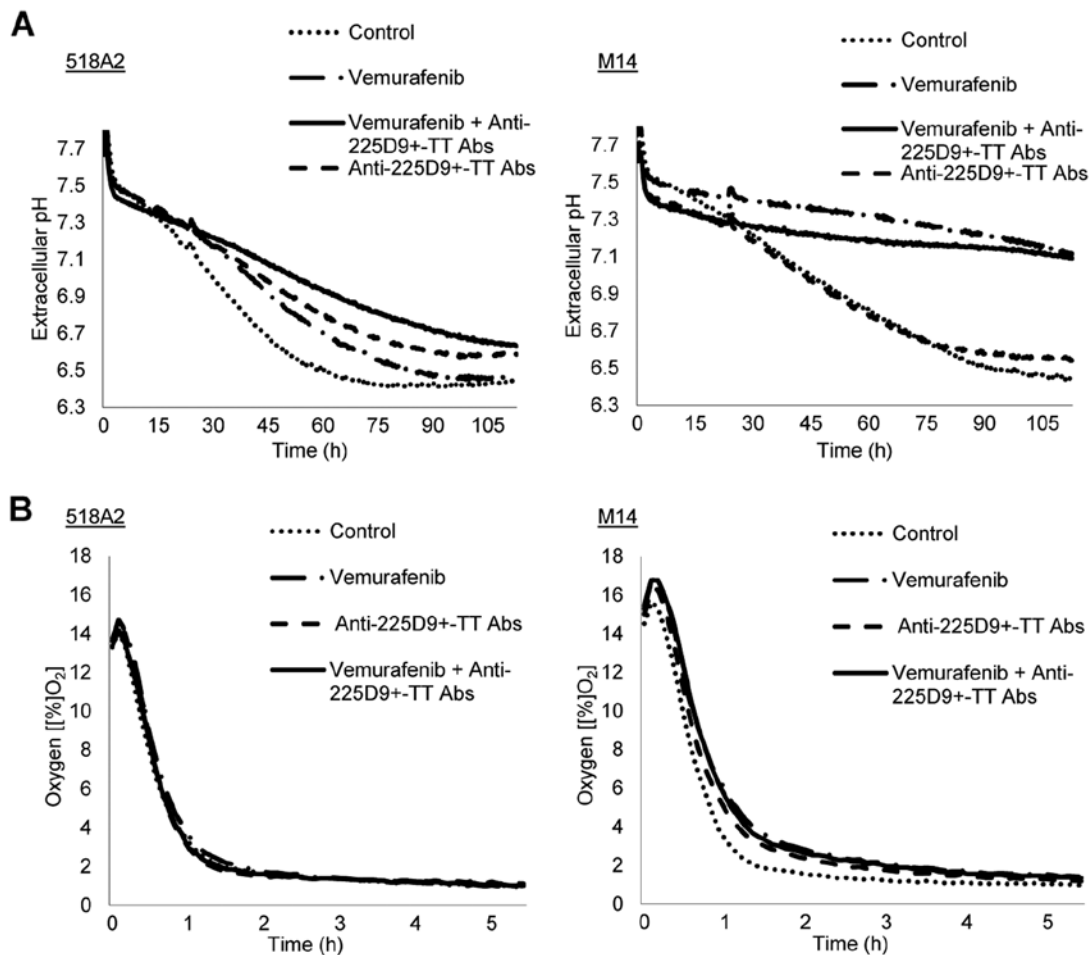 A
518A2
Control
Vemurafenib
Vemurafenib + Anti-
225D9+-TT Abs
Anti-225D9+-TT Abs
Extracellular pH
7.7
7.5
7.3
7.1
6.9
6.7
6.5
6.3
0 15 30 45 60 75 90 105
Time (h)
M14
Control
Vemurafenib
Vemurafenib + Anti-
225D9+-TT Abs
Anti-225D9+-TT Abs
Extracellular pH
7.7
7.5
7.3
7.1
6.9
6.7
6.5
6.3
0 15 30 45 60 75 90 105
Time (h)
B
518A2
Control
Vemurafenib
Anti-225D9+-TT Abs
Vemurafenib + Anti-
225D9+-TT Abs
Oxygen [[%]O₂]
18
16
14
12
10
8
6
4
2
0
0 1 2 3 4 5
Time (h)
M14
Control
Vemurafenib
Anti-225D9+-TT Abs
Vemurafenib + Anti-
225D9+-TT Abs
Oxygen [[%]O₂]
18
16
14
12
10
8
6
4
2
0
0 1 2 3 4 5
Time (h)